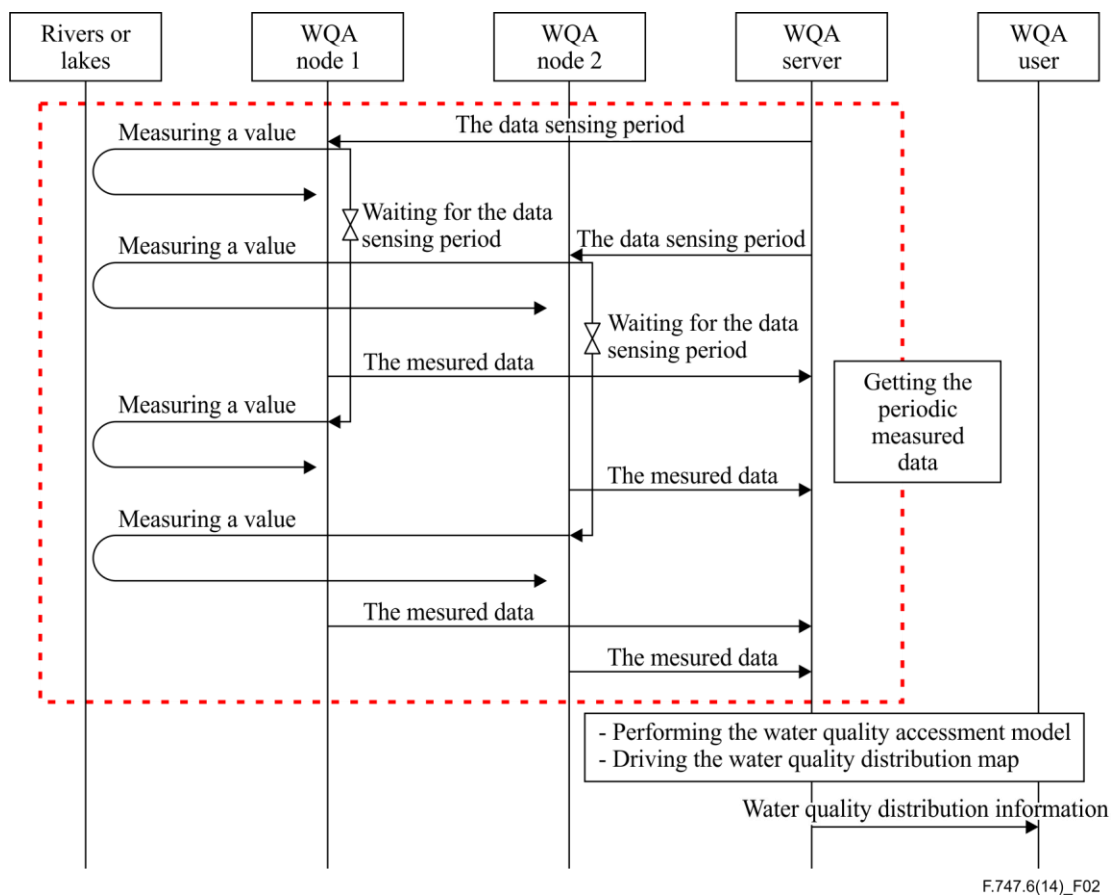 Rivers or
lakes
WQA
node 1
WQA
node 2
WQA
server
WQA
user
The data sensing period
Measuring a value
Waiting for the data
sensing period
The data sensing period
Measuring a value
Waiting for the data
sensing period
The mesured data
Getting the
periodic
measured
data
Measuring a value
The mesured data
Measuring a value
The mesured data
The mesured data
- Performing the water quality accessment model
- Driving the water quality distribution map
Water quality distribution information
F.747.6(14)_F02